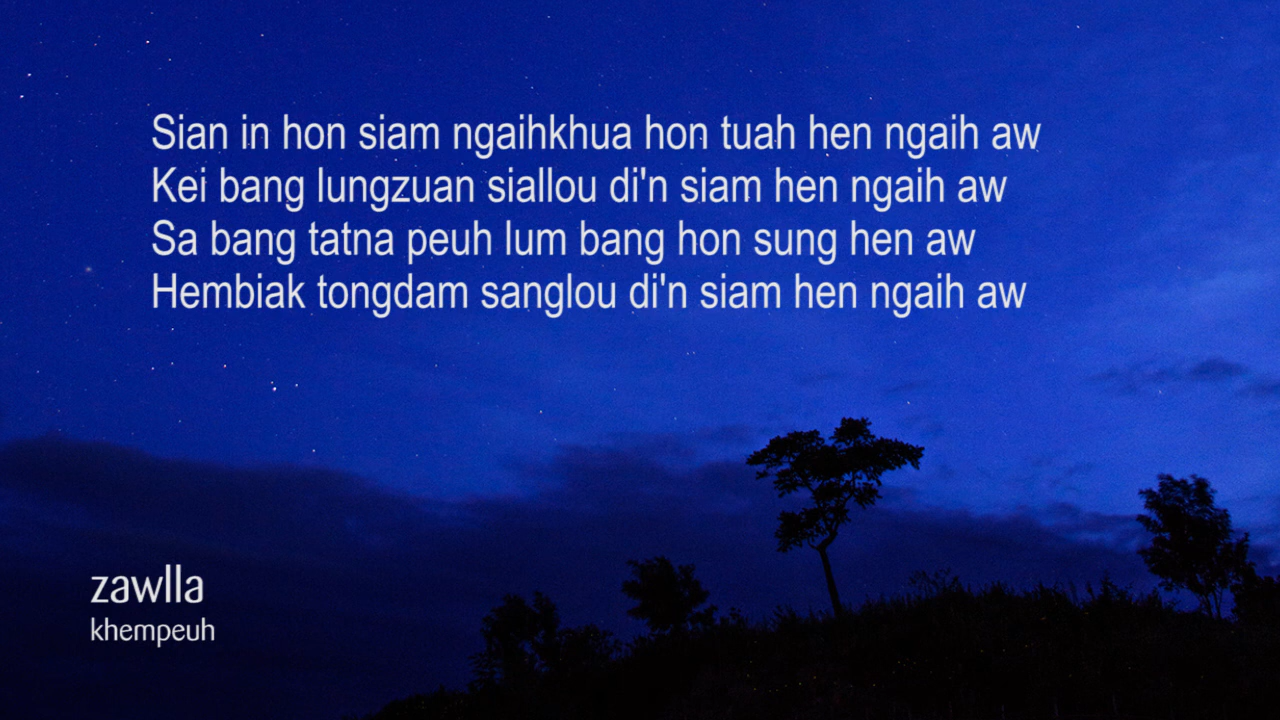 Sian in hon siam ngaihkhua hon tuah hen ngaih aw
Kei bang lungzuan siallou di'n siam hen ngaih aw
Sa bang tatna peuh lum bang hon sung hen aw
Hembiak tongdam sanglou di'n siam hen ngaih aw
zawlla
khempeuh